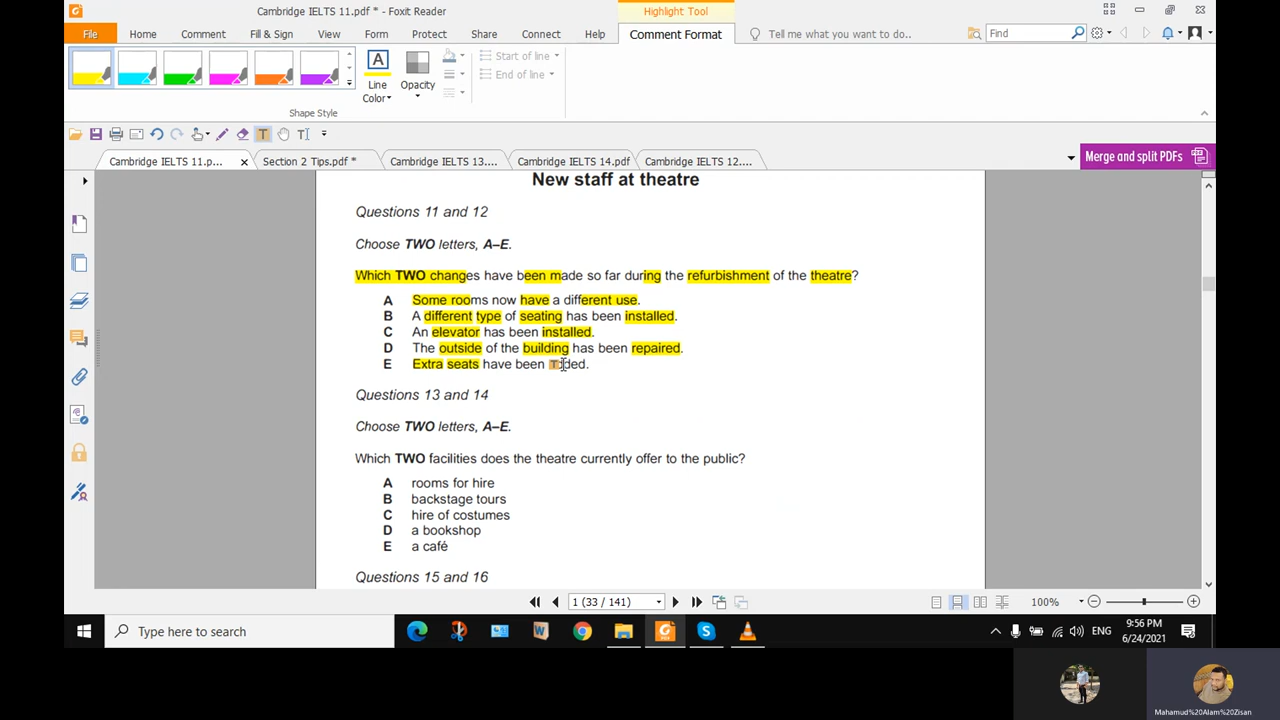 Cambridge IELTS 11.pdf * - Foxit Reader
Highlight Tool
File Home Comment View Fill & Sign Form Protect Share Connect Help Comment Format Tell me what you want to do... Find
Line Color Opacity Start of line End of line
Shape Style
Cambridge IELTS 11.p... Section 2 Tips.pdf * Cambridge IELTS 13.... Cambridge IELTS 14.pdf Cambridge IELTS 12.... Merge and split PDFs
New staff at theatre
Questions 11 and 12
Choose TWO letters, A–E.
Which TWO changes have been made so far during the refurbishment of the theatre?
A Some rooms now have a different use.
B A different type of seating has been installed.
C An elevator has been installed.
D The outside of the building has been repaired.
E Extra seats have been added.
Questions 13 and 14
Choose TWO letters, A–E.
Which TWO facilities does the theatre currently offer to the public?
A rooms for hire
B backstage tours
C hire of costumes
D a bookshop
E a café
Questions 15 and 16
1 (33 / 141) 100%
Type here to search ENG 9:56 PM
6/24/2021
Mahamud%20Alam%20Zisan